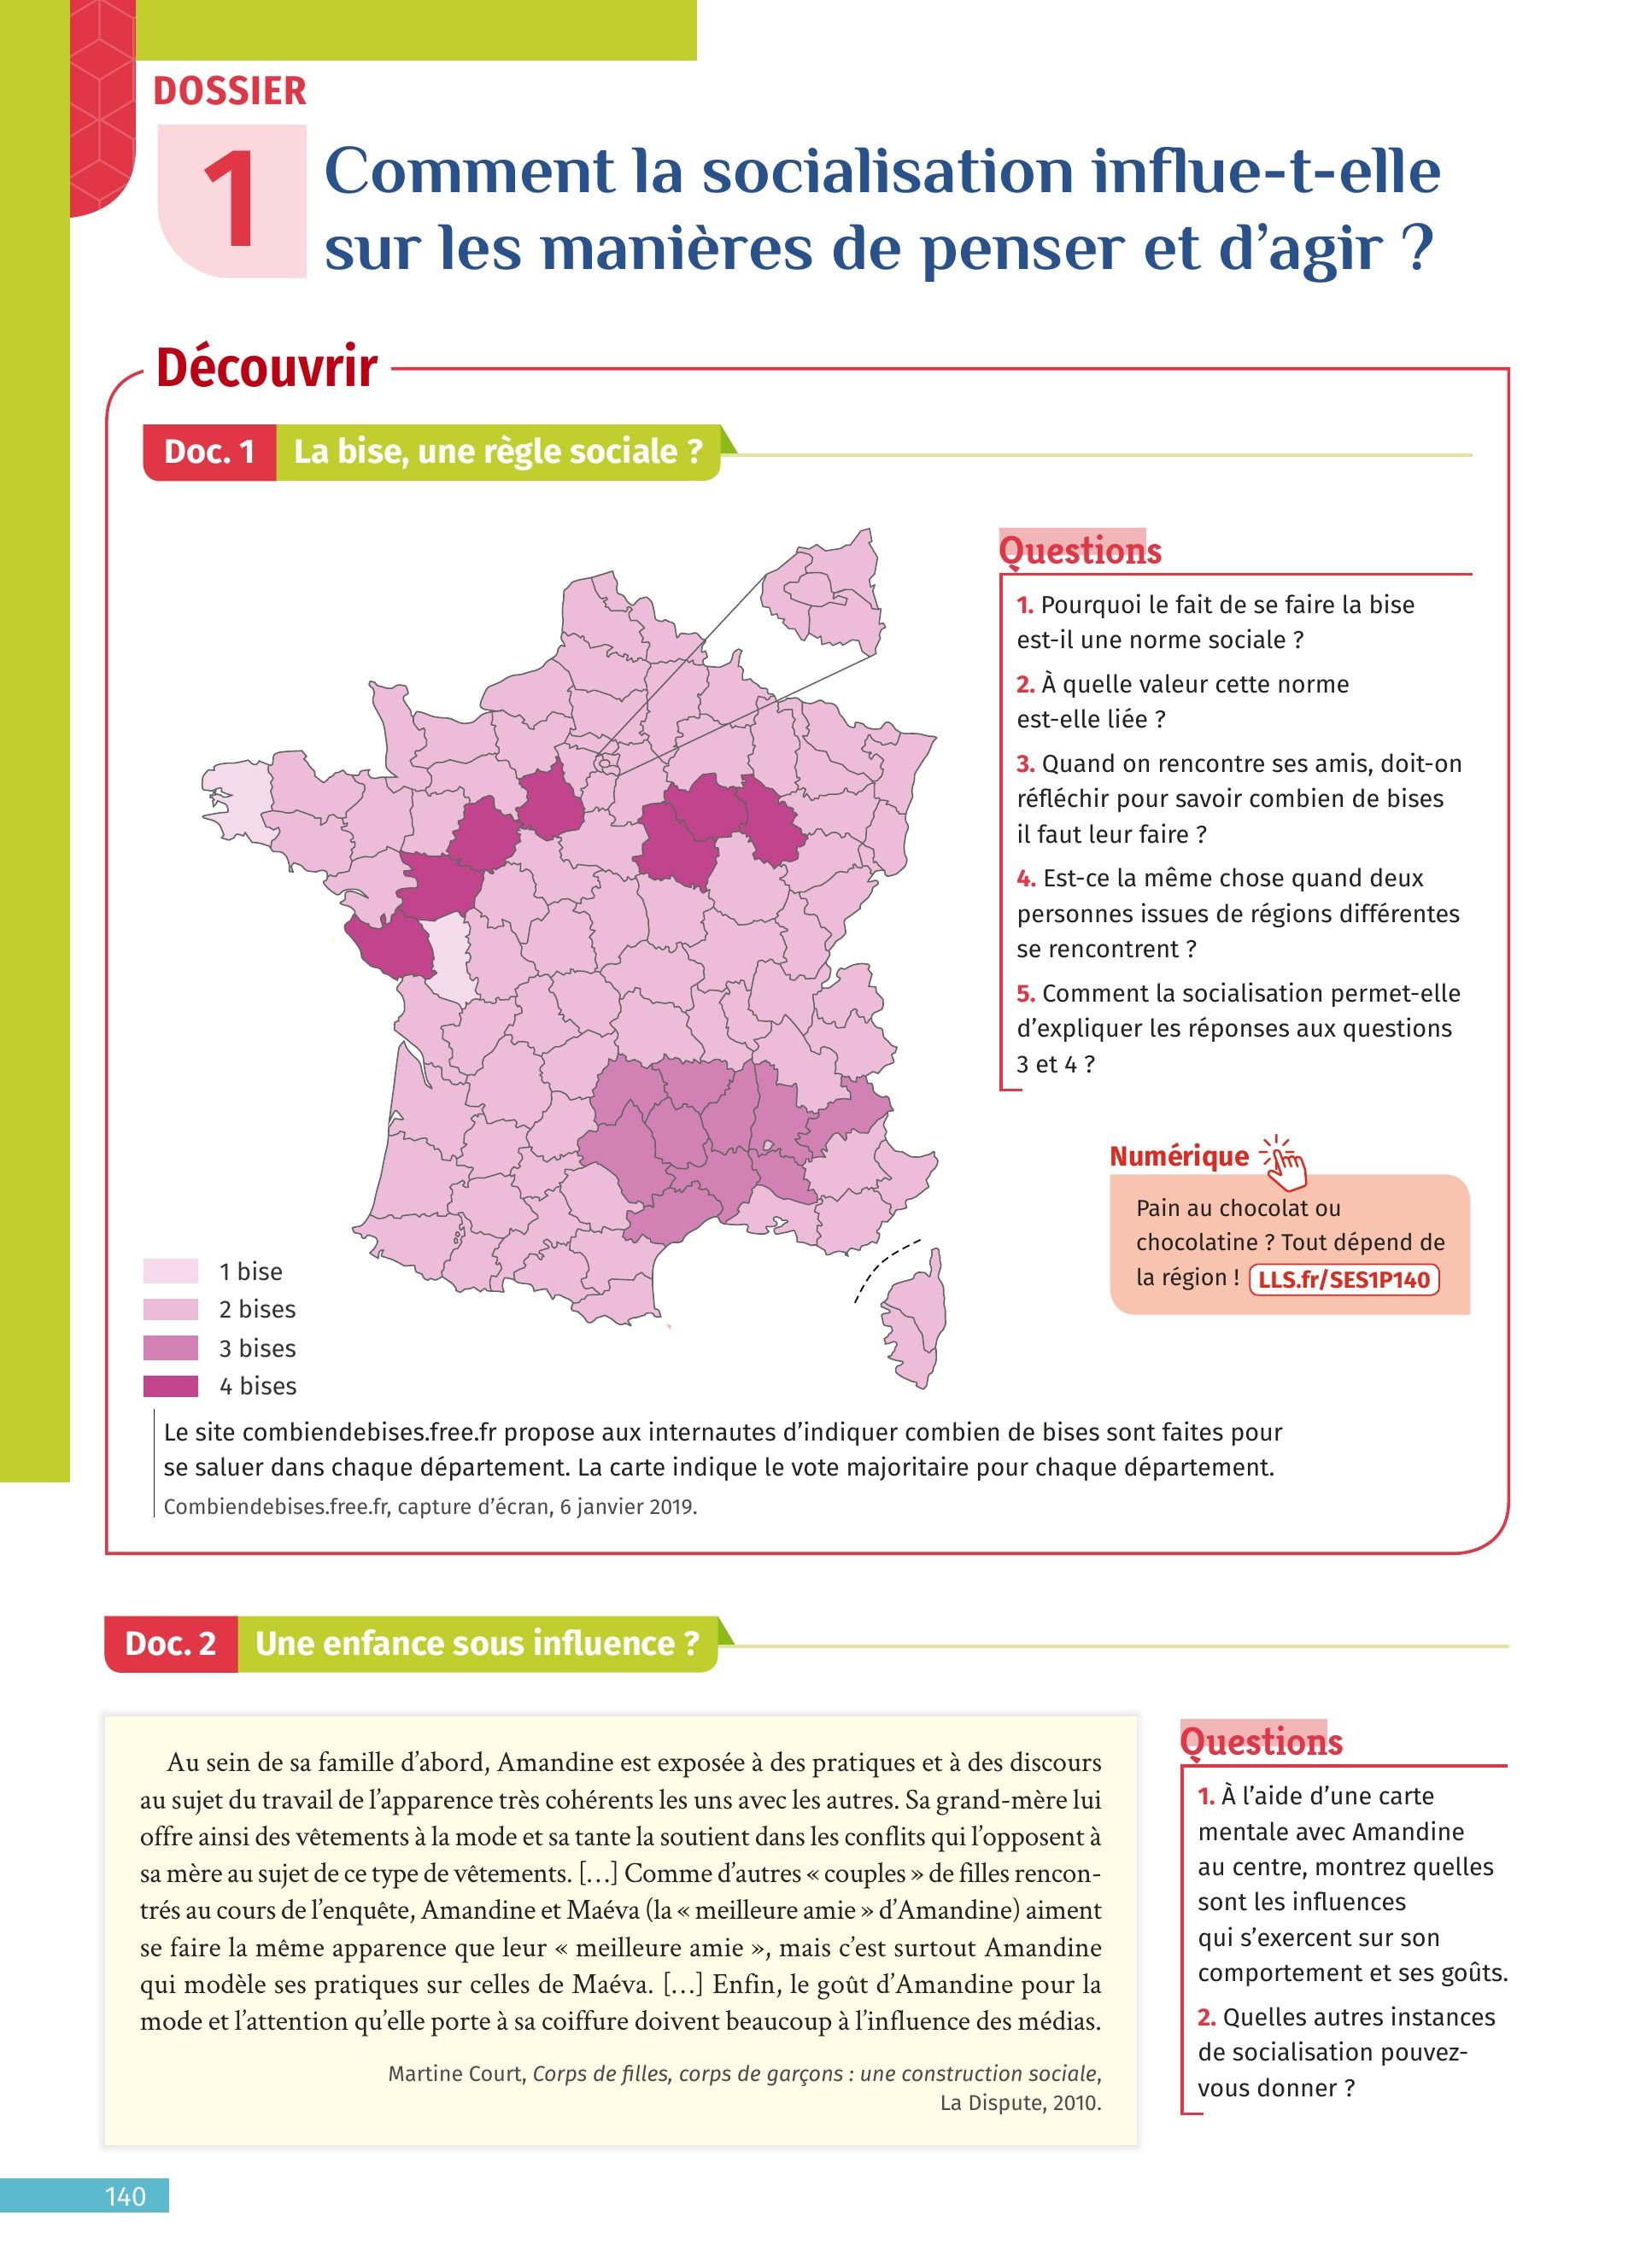 DOSSIER
1
Comment la socialisation influe-t-elle
sur les manières de penser et d’agir ?
Découvrir
Doc. 1
La bise, une règle sociale ?
1 bise
2 bises
3 bises
4 bises
Le site combiendebises.free.fr propose aux internautes d’indiquer combien de bises sont faites pour
se saluer dans chaque département. La carte indique le vote majoritaire pour chaque département.
Combiendebises.free.fr, capture d’écran, 6 janvier 2019.
Questions
1. Pourquoi le fait de se faire la bise
est-il une norme sociale ?
2. À quelle valeur cette norme
est-elle liée ?
3. Quand on rencontre ses amis, doit-on
réfléchir pour savoir combien de bises
il faut leur faire ?
4. Est-ce la même chose quand deux
personnes issues de régions différentes
se rencontrent ?
5. Comment la socialisation permet-elle
d’expliquer les réponses aux questions
3 et 4 ?
Numérique
Pain au chocolat ou
chocolatine ? Tout dépend de
la région ! LLS.fr/SES1P140
Doc. 2
Une enfance sous influence ?
Au sein de sa famille d’abord, Amandine est exposée à des pratiques et à des discours
au sujet du travail de l’apparence très cohérents les uns avec les autres. Sa grand-mère lui
offre ainsi des vêtements à la mode et sa tante la soutient dans les conflits qui l’opposent à
sa mère au sujet de ce type de vêtements. […] Comme d’autres « couples » de filles rencon-
trés au cours de l’enquête, Amandine et Maéva (la « meilleure amie » d’Amandine) aiment
se faire la même apparence que leur « meilleure amie », mais c’est surtout Amandine
qui modèle ses pratiques sur celles de Maéva. […] Enfin, le goût d’Amandine pour la
mode et l’attention qu’elle porte à sa coiffure doivent beaucoup à l’influence des médias.
Martine Court, Corps de filles, corps de garçons : une construction sociale,
La Dispute, 2010.
Questions
1. À l’aide d’une carte
mentale avec Amandine
au centre, montrez quelles
sont les influences
qui s’exercent sur son
comportement et ses goûts.
2. Quelles autres instances
de socialisation pouvez-
vous donner ?
140